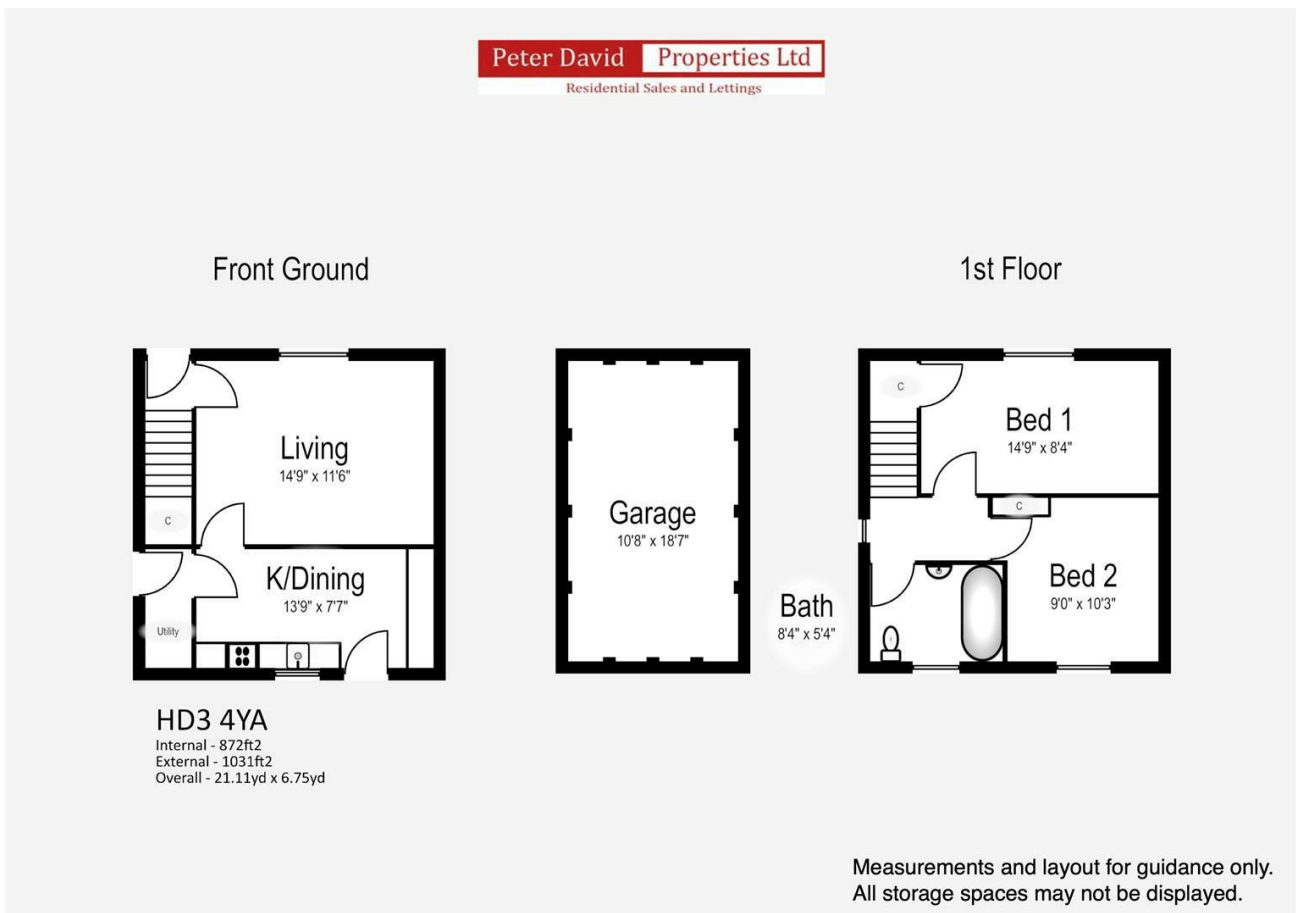 Peter David Properties Ltd
Residential Sales and Lettings
Front Ground
1st Floor
Living
14'9" x 11'6"
C
K/Dining
13'9" x 7'7"
Utility
Garage
10'8" x 18'7"
Bath
8'4" x 5'4"
C
Bed 1
14'9" x 8'4"
C
Bed 2
9'0" x 10'3"
HD3 4YA
Internal - 872ft2
External - 1031ft2
Overall - 21.11yd x 6.75yd
Measurements and layout for guidance only.
All storage spaces may not be displayed.